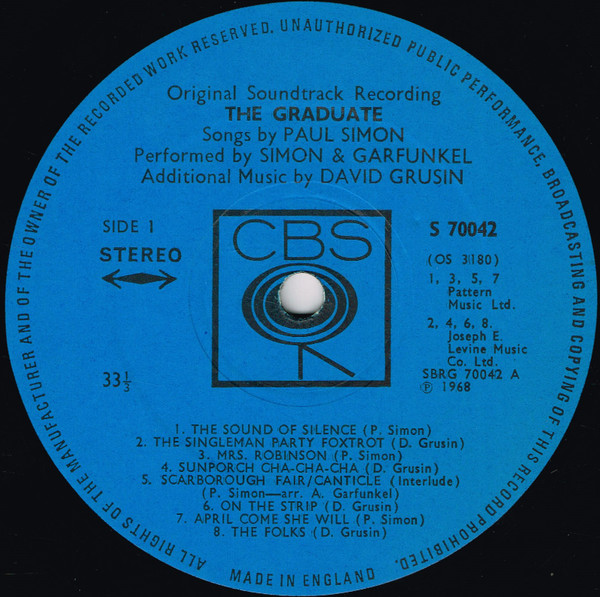 ALL RIGHTS OF THE MANUFACTURER AND OF THE OWNER OF THE RECORDED WORK RESERVED. UNAUTHORIZED PUBLIC PERFORMANCE, BROADCASTING AND COPYING OF THIS RECORD PROHIBITED.
Original Soundtrack Recording
THE GRADUATE
Songs by PAUL SIMON
Performed by SIMON & GARFUNKEL
Additional Music by DAVID GRUSIN
SIDE 1
STEREO
33⅓
CBS
S 70042
(OS 3180)
1, 3, 5, 7
Pattern
Music Ltd.
2, 4, 6, 8.
Joseph E.
Levine Music
Co. Ltd.
SBRG 70042 A
℗ 1968
1. THE SOUND OF SILENCE (P. Simon)
2. THE SINGLEMAN PARTY FOXTROT (D. Grusin)
3. MRS. ROBINSON (P. Simon)
4. SUNPORCH CHA-CHA-CHA (D. Grusin)
5. SCARBOROUGH FAIR/CANTICLE (Interlude)
(P. Simon—arr. A. Garfunkel)
6. ON THE STRIP (D. Grusin)
7. APRIL COME SHE WILL (P. Simon)
8. THE FOLKS (D. Grusin)
MADE IN ENGLAND